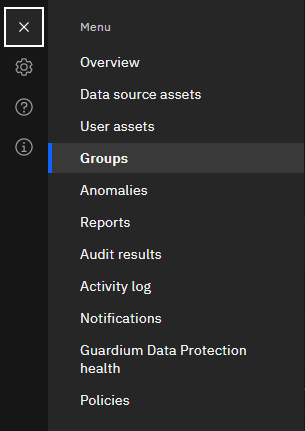 Menu
Overview
Data source assets
User assets
Groups
Anomalies
Reports
Audit results
Activity log
Notifications
Guardium Data Protection
health
Policies